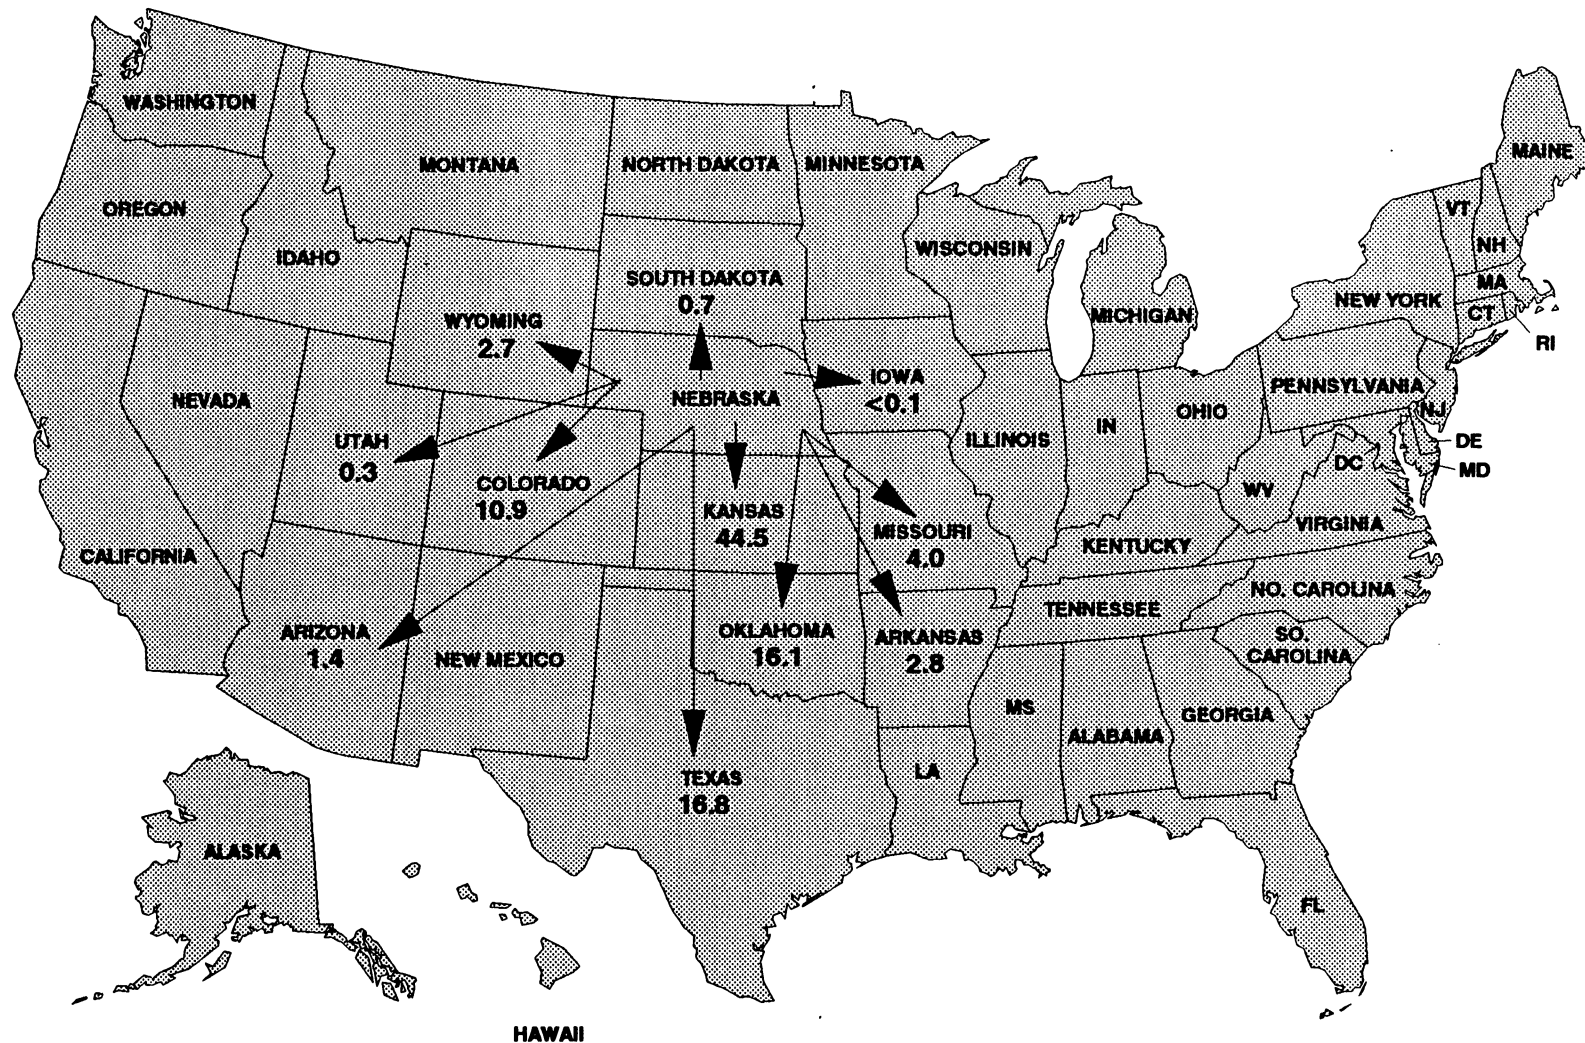 WASHINGTON
MONTANA
NORTH DAKOTA
MINNESOTA
MAINE
OREGON
IDAHO
SOUTH DAKOTA
0.7
WISCONSIN
VT
NH
MA
NEW YORK
CT
RI
MICHIGAN
WYOMING
2.7
NEVADA
NEBRASKA
IOWA
<0.1
PENNSYLVANIA
NJ
OHIO
IN
ILLINOIS
UTAH
0.3
COLORADO
10.9
DE
MD
DC
WV
VIRGINIA
KANSAS
44.5
MISSOURI
4.0
KENTUCKY
CALIFORNIA
NO. CAROLINA
TENNESSEE
ARIZONA
1.4
NEW MEXICO
OKLAHOMA
16.1
ARKANSAS
2.8
SO.
CAROLINA
MS
ALABAMA
GEORGIA
TEXAS
16.8
LA
ALASKA
FL
HAWAII